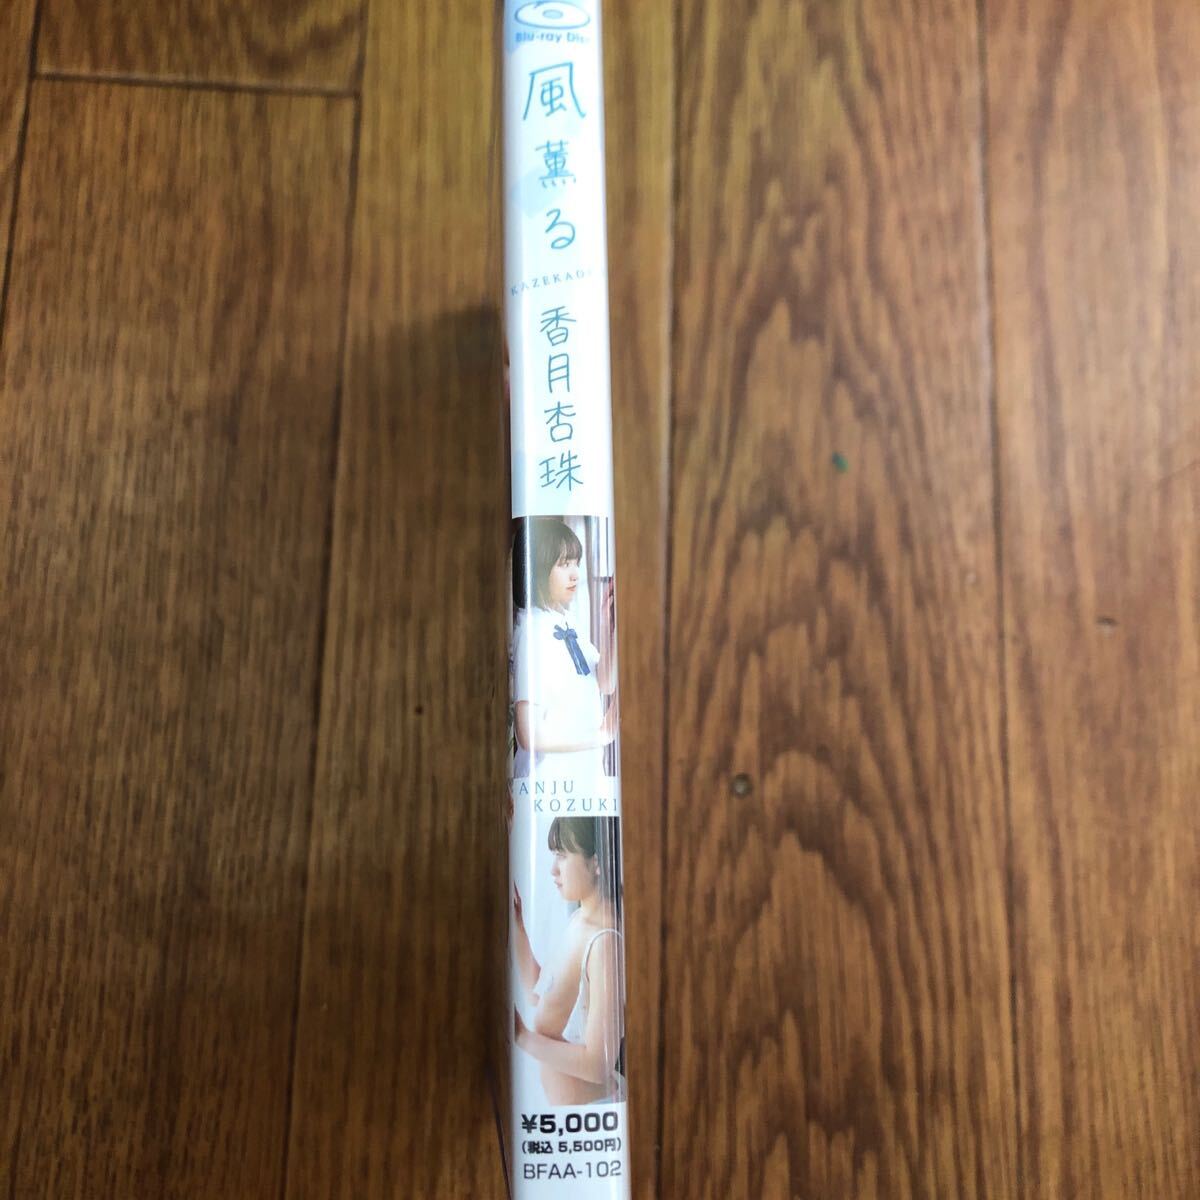 Blu-ray Disc
風薫る
香月杏珠
ANJU
KOZUKI
¥5,000
(税込 5,500円)
BFAA-102